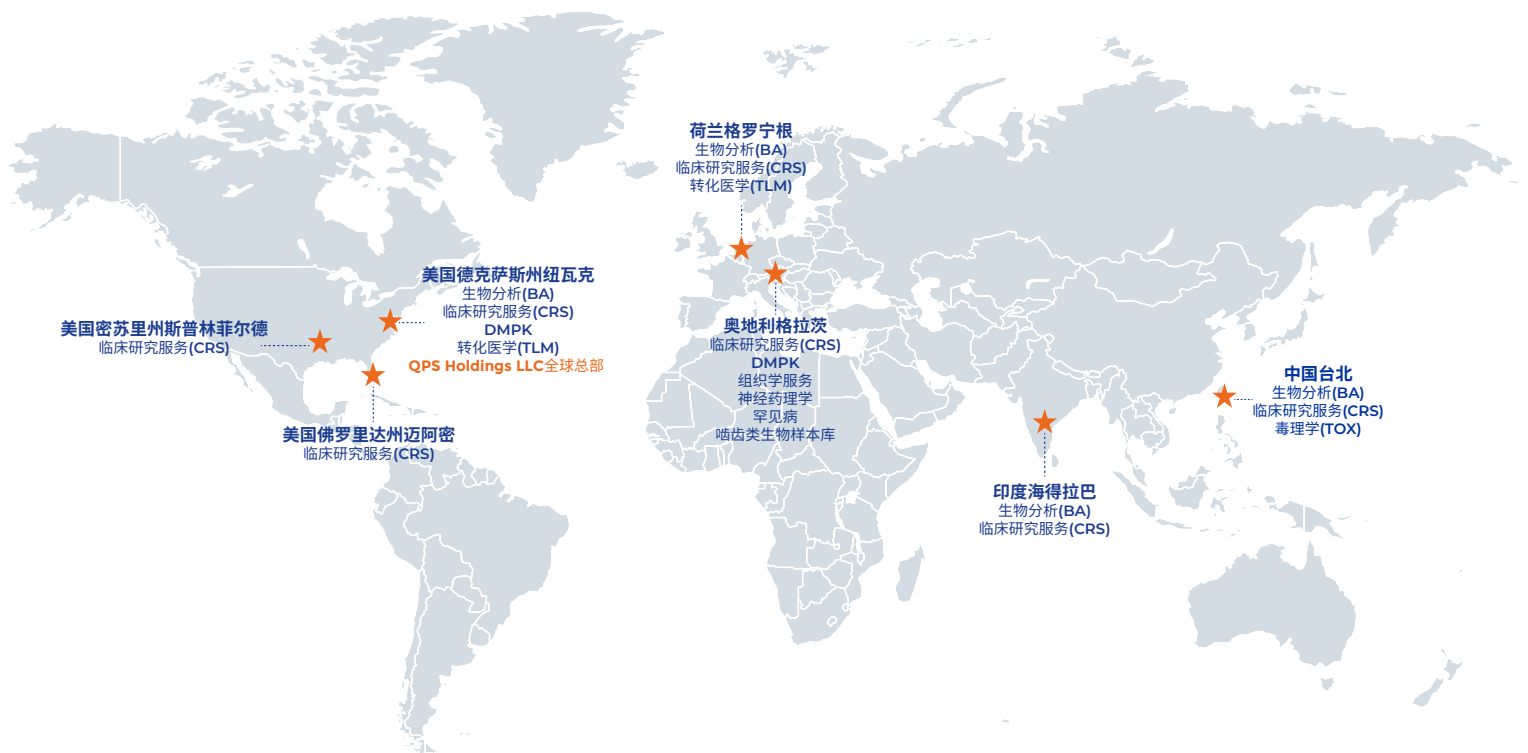 荷兰格罗宁根
生物分析(BA)
临床研究服务(CRS)
转化医学(TLM)
美国德克萨斯州纽瓦克
生物分析(BA)
临床研究服务(CRS)
DMPK
转化医学(TLM)
QPS Holdings LLC全球总部
美国密苏里州斯普林菲尔德
临床研究服务(CRS)
美国佛罗里达州迈阿密
临床研究服务(CRS)
奥地利格拉茨
临床研究服务(CRS)
DMPK
组织学服务
神经药理学
罕见病
啮齿类生物样本库
中国台北
生物分析(BA)
临床研究服务(CRS)
毒理学(TOX)
印度海得拉巴
生物分析(BA)
临床研究服务(CRS)